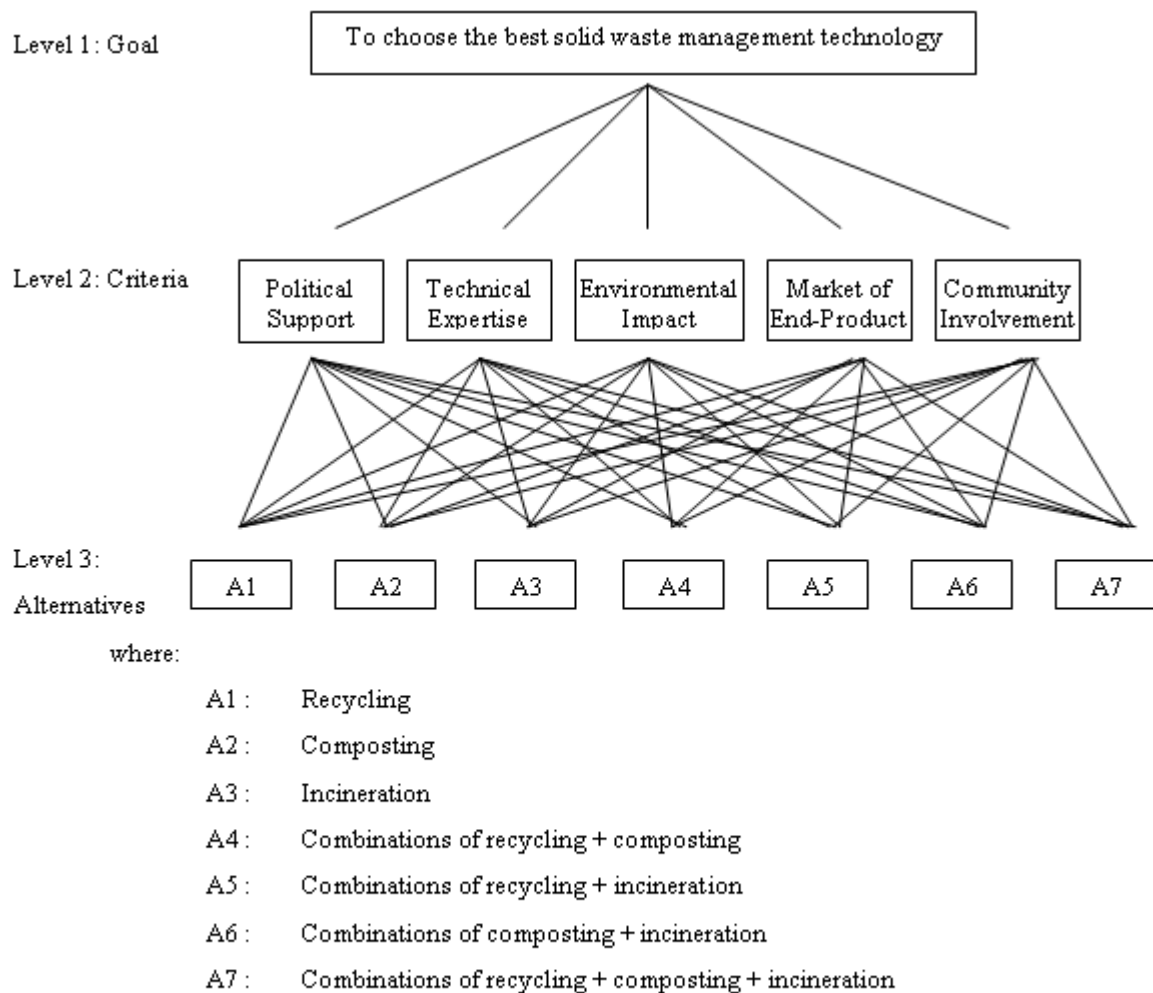 Level 1: Goal
To choose the best solid waste management technology
Level 2: Criteria
Political
Support
Technical
Expertise
Environmental
Impact
Market of
End-Product
Community
Involvement
Level 3:
Alternatives
A1
A2
A3
A4
A5
A6
A7
where:
A1 : Recycling
A2 : Composting
A3 : Incineration
A4 : Combinations of recycling + composting
A5 : Combinations of recycling + incineration
A6 : Combinations of composting + incineration
A7 : Combinations of recycling + composting + incineration